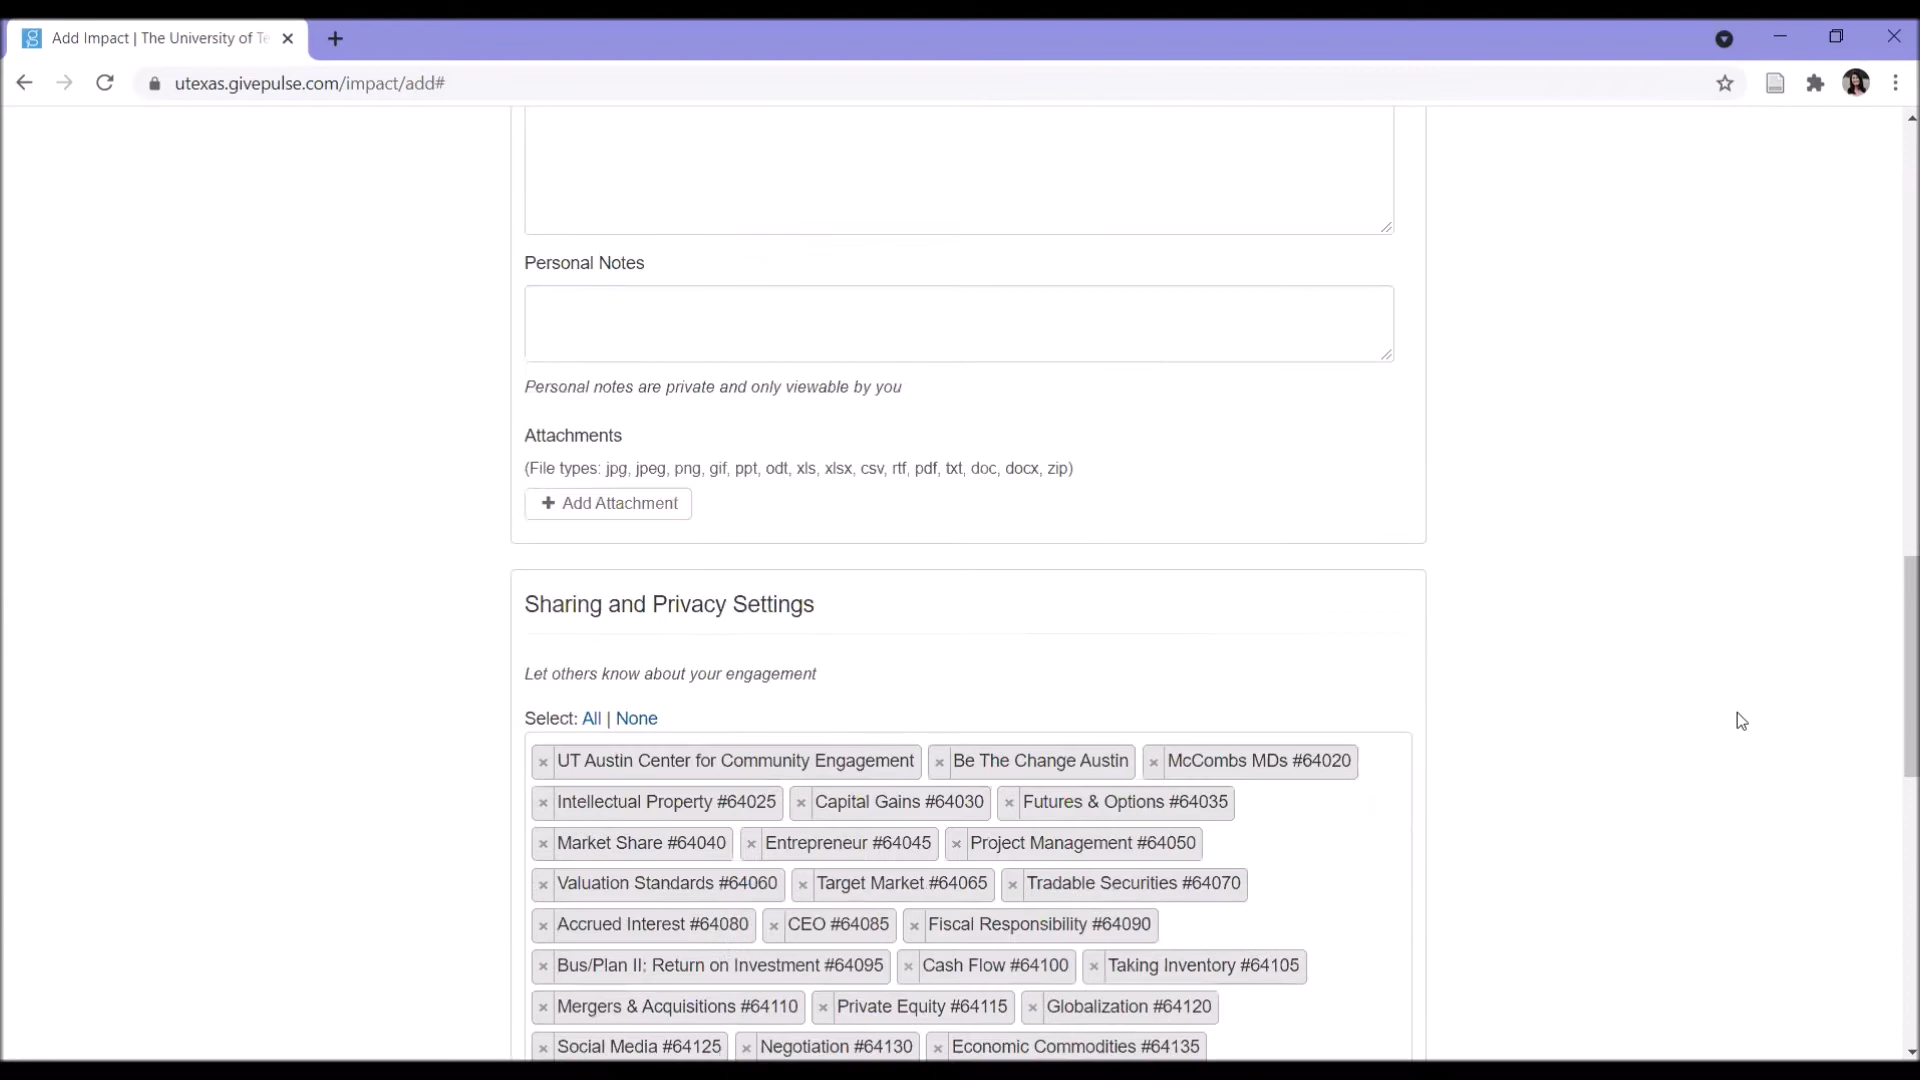 Add Impact | The University of Te
utexas.givepulse.com/impact/add#
Personal Notes
Personal notes are private and only viewable by you
Attachments
(File types: jpg, jpeg, png, gif, ppt, odt, xls, xlsx, csv, rtf, pdf, txt, doc, docx, zip)
+ Add Attachment
Sharing and Privacy Settings
Let others know about your engagement
Select: All | None
× UT Austin Center for Community Engagement × Be The Change Austin × McCombs MDs #64020
× Intellectual Property #64025 × Capital Gains #64030 × Futures & Options #64035
× Market Share #64040 × Entrepreneur #64045 × Project Management #64050
× Valuation Standards #64060 × Target Market #64065 × Tradable Securities #64070
× Accrued Interest #64080 × CEO #64085 × Fiscal Responsibility #64090
× Bus/Plan II: Return on Investment #64095 × Cash Flow #64100 × Taking Inventory #64105
× Mergers & Acquisitions #64110 × Private Equity #64115 × Globalization #64120
× Social Media #64125 × Negotiation #64130 × Economic Commodities #64135